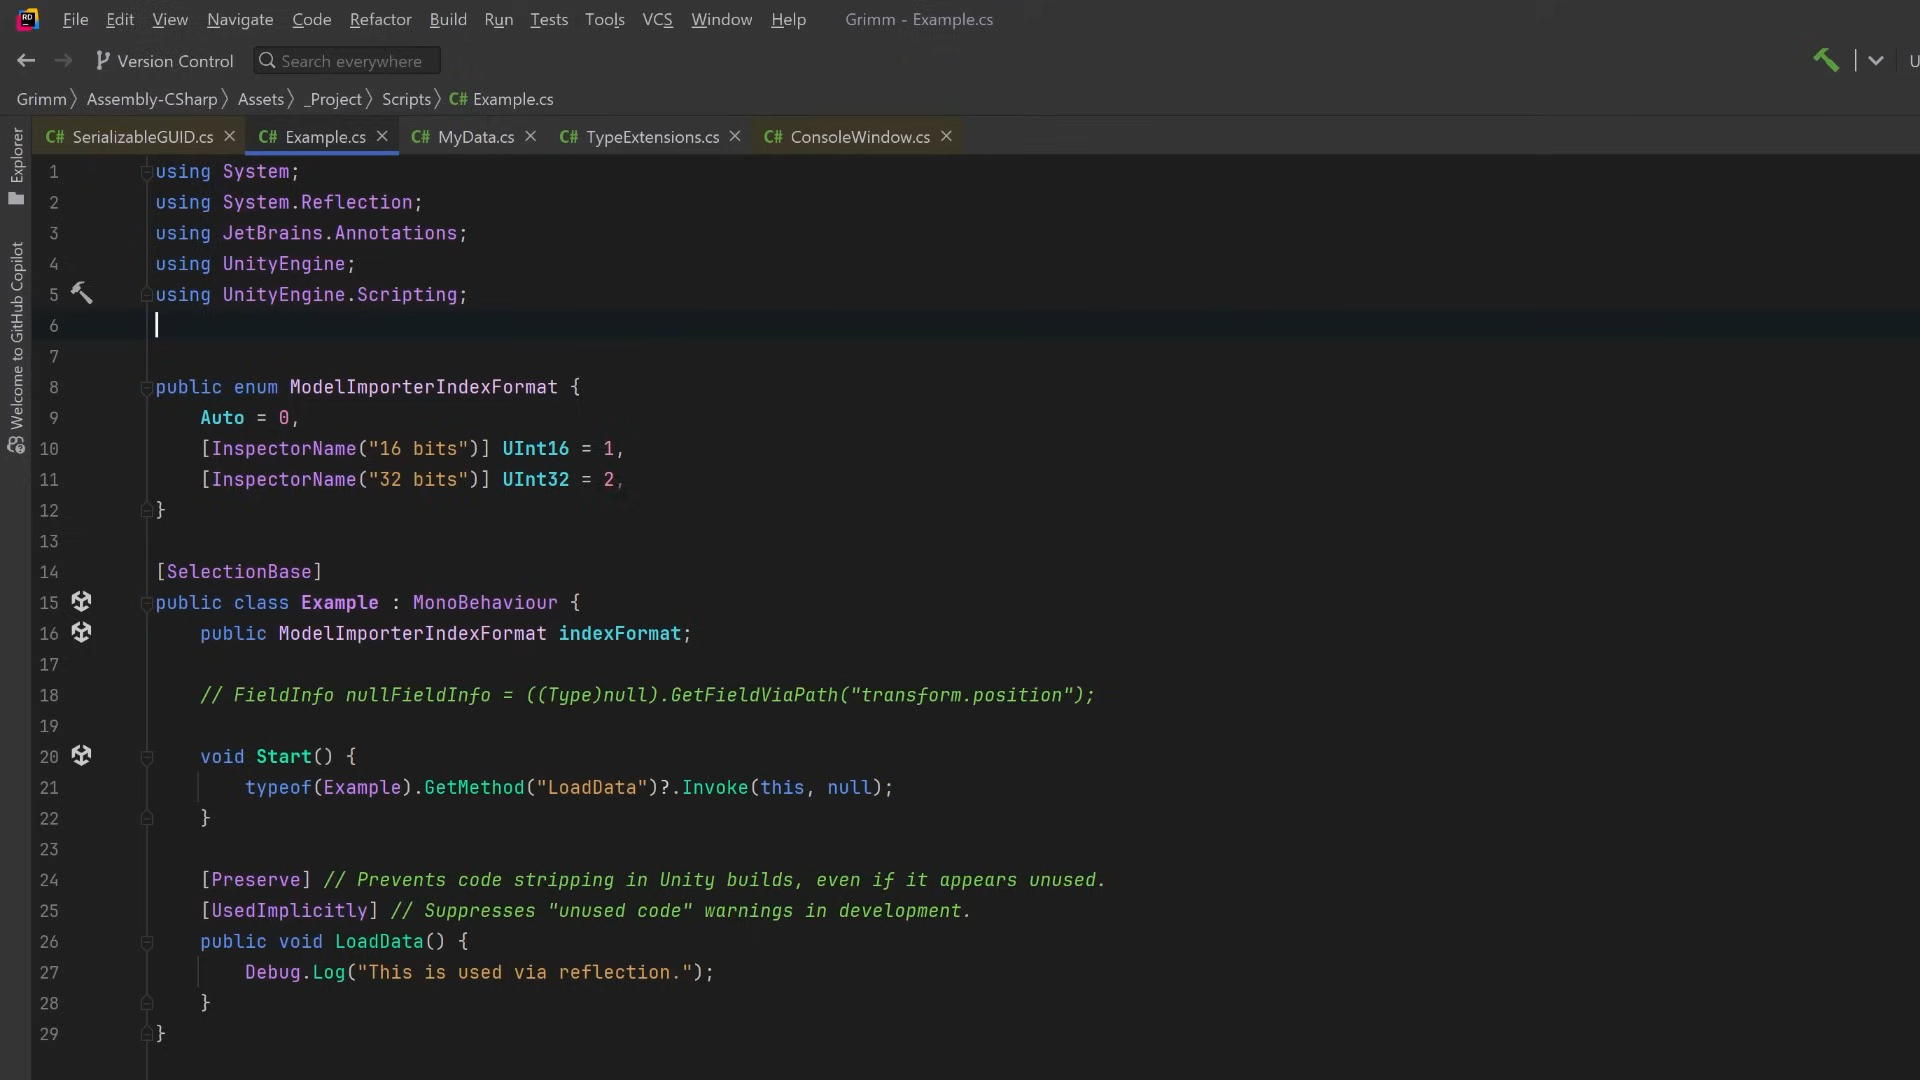 RD File Edit View Navigate Code Refactor Build Run Tests Tools VCS Window Help Grimm - Example.cs
Version Control Search everywhere U
Grimm Assembly-CSharp Assets _Project Scripts C# Example.cs
C# SerializableGUID.cs C# Example.cs C# MyData.cs C# TypeExtensions.cs C# ConsoleWindow.cs
Explorer
Welcome to GitHub Copilot
1 using System;
2 using System.Reflection;
3 using JetBrains.Annotations;
4 using UnityEngine;
5 using UnityEngine.Scripting;
6
7
8 public enum ModelImporterIndexFormat {
9 Auto = 0,
10 [InspectorName("16 bits")] UInt16 = 1,
11 [InspectorName("32 bits")] UInt32 = 2,
12 }
13
14 [SelectionBase]
15 public class Example : MonoBehaviour {
16 public ModelImporterIndexFormat indexFormat;
17
18 // FieldInfo nullFieldInfo = ((Type)null).GetFieldViaPath("transform.position");
19
20 void Start() {
21 typeof(Example).GetMethod("LoadData")?.Invoke(this, null);
22 }
23
24 [Preserve] // Prevents code stripping in Unity builds, even if it appears unused.
25 [UsedImplicitly] // Suppresses "unused code" warnings in development.
26 public void LoadData() {
27 Debug.Log("This is used via reflection.");
28 }
29 }